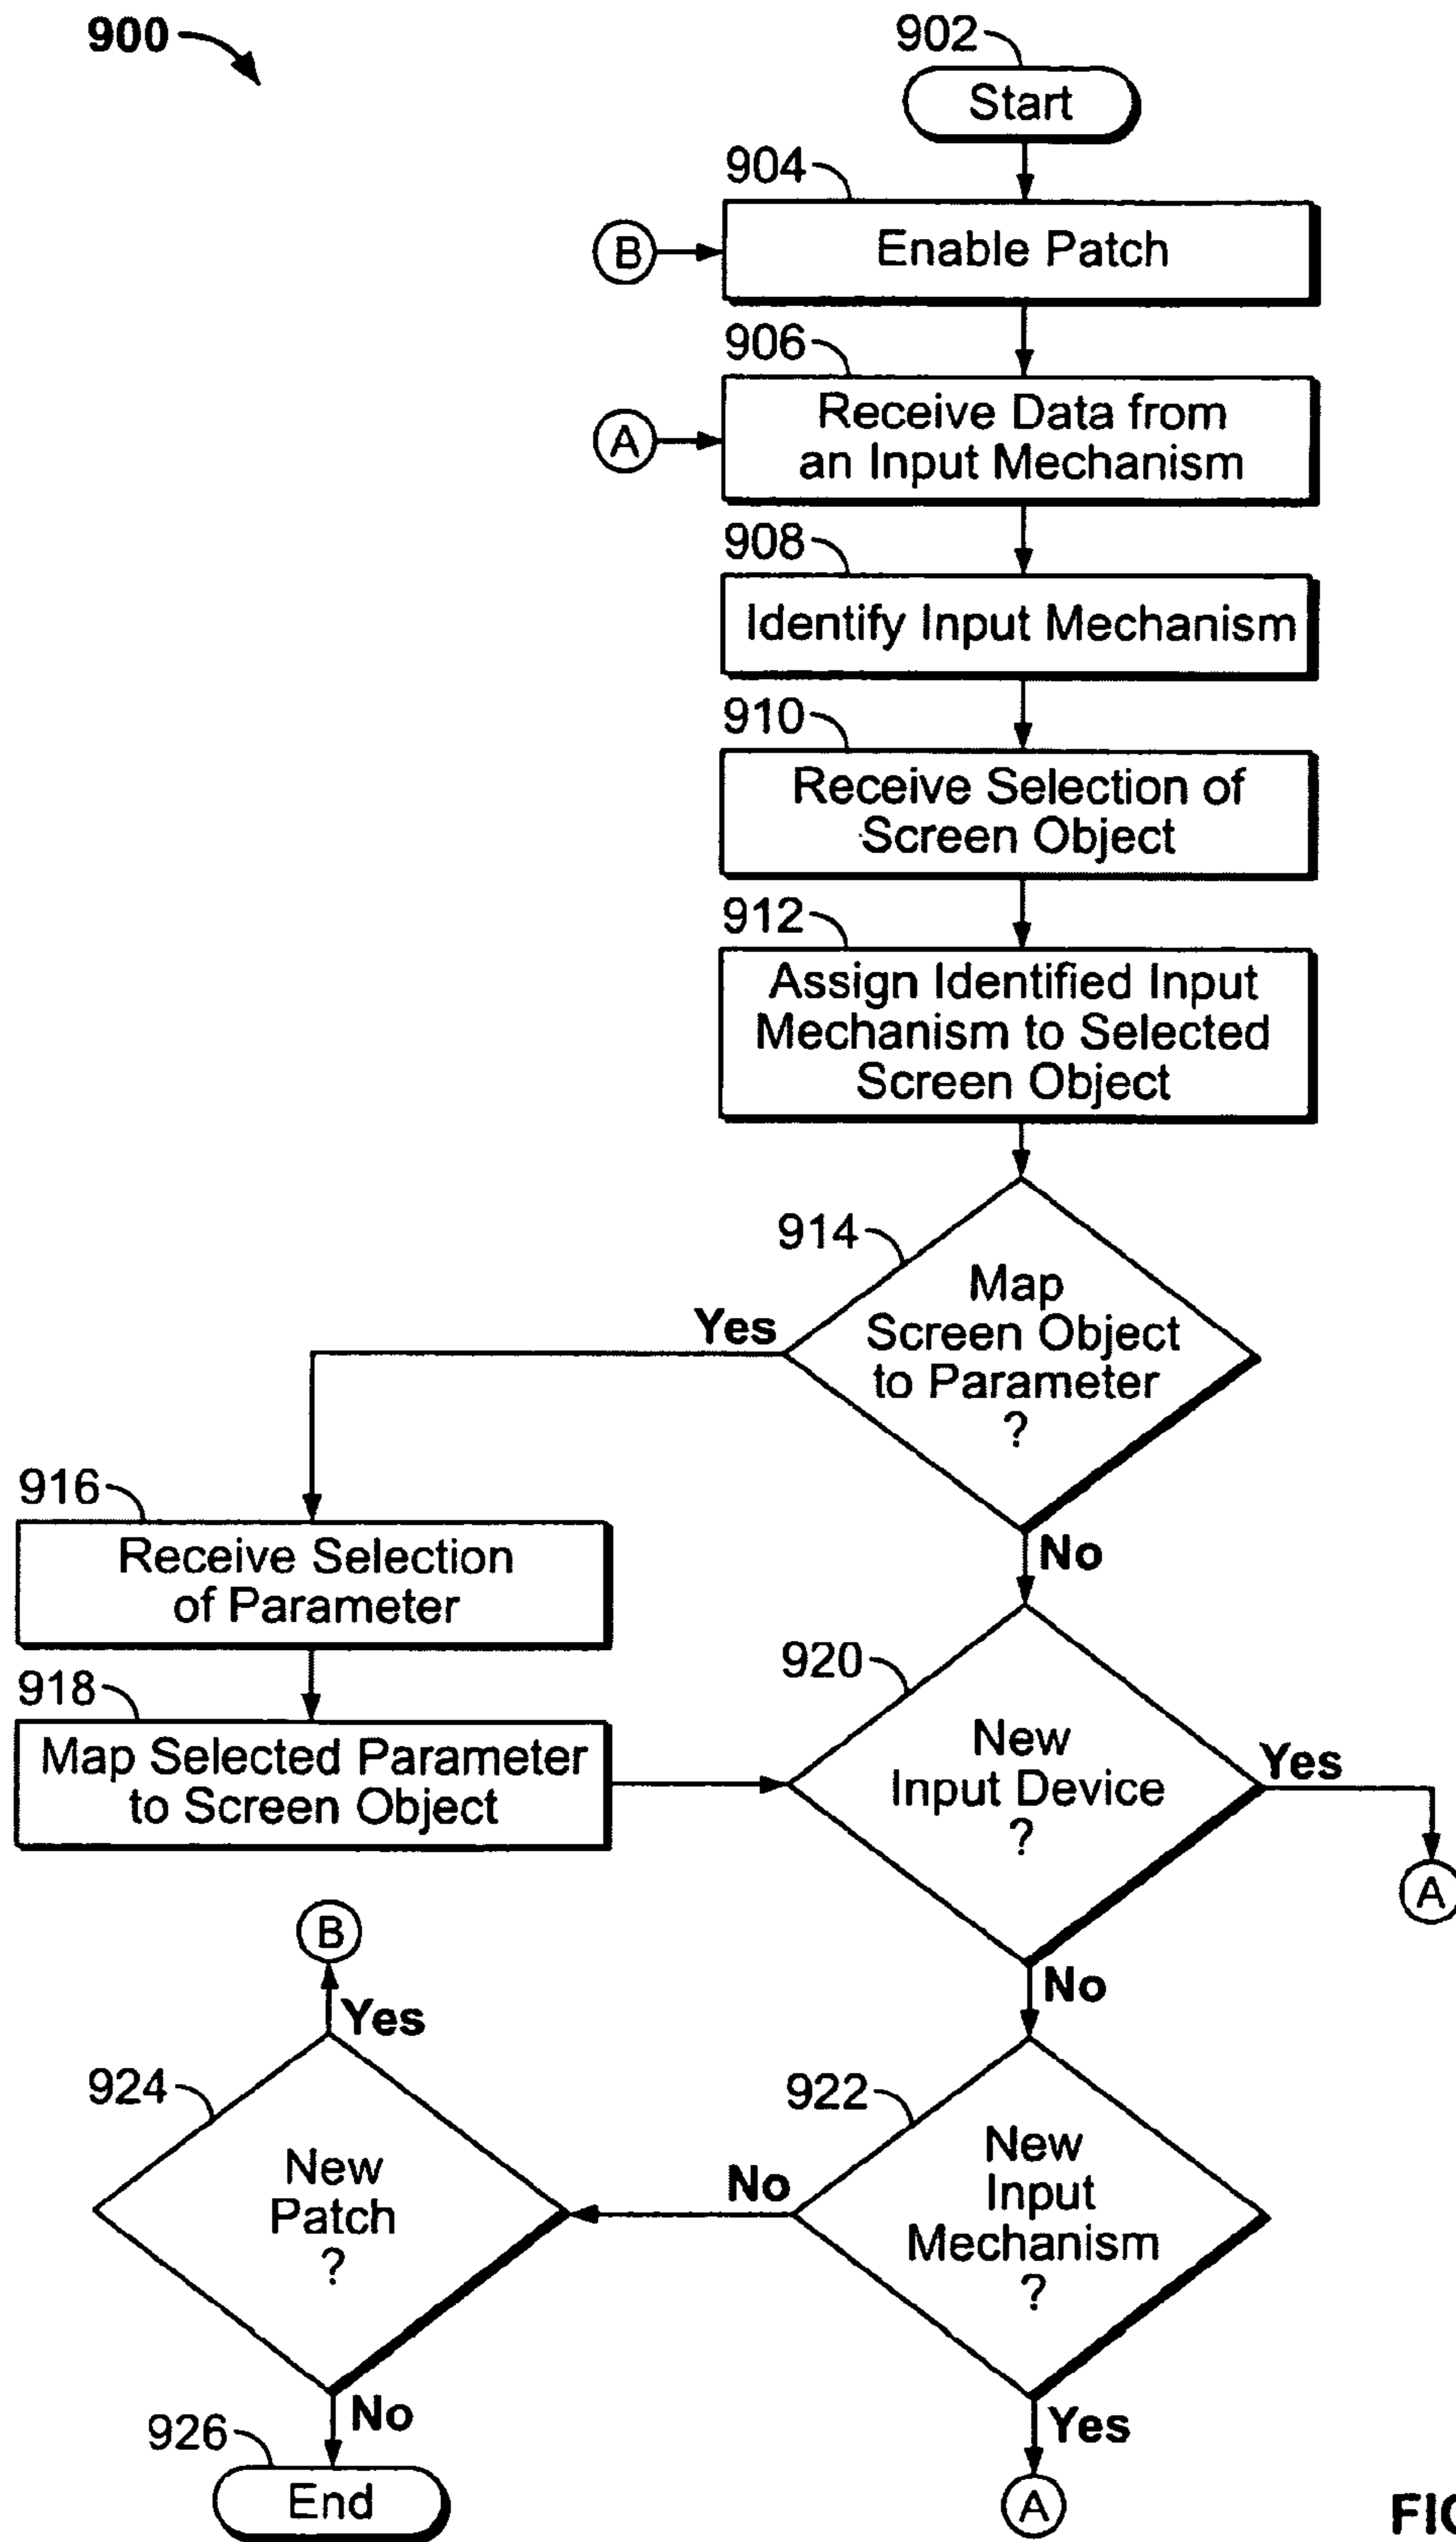 900
902
Start
904
B
Enable Patch
906
A
Receive Data from
an Input Mechanism
908
Identify Input Mechanism
910
Receive Selection of
Screen Object
912
Assign Identified Input
Mechanism to Selected
Screen Object
914
Map
Screen Object
to Parameter
?
Yes
No
916
Receive Selection
of Parameter
918
Map Selected Parameter
to Screen Object
920
New
Input Device
?
Yes
A
No
922
New
Input
Mechanism
?
No
Yes
A
924
New
Patch
?
Yes
B
No
926
End